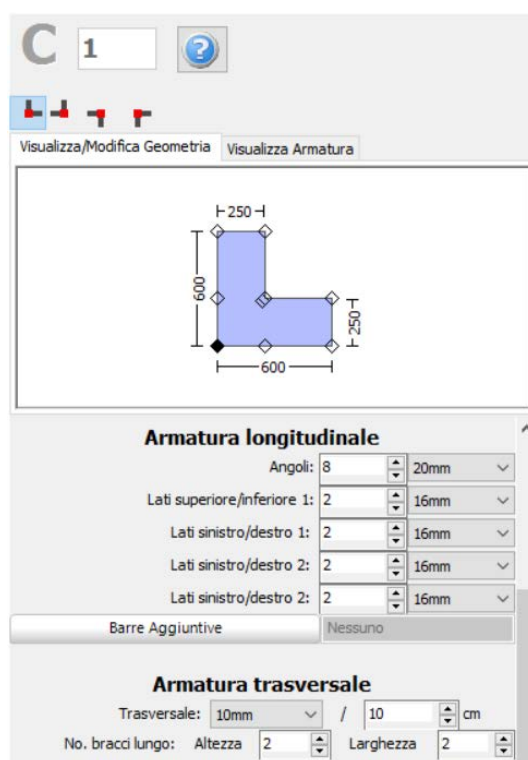 C 1
Visualizza/Modifica Geometria Visualizza Armatura
250
600
250
600
Armatura longitudinale
Angoli: 8 20mm
Lati superiore/inferiore 1: 2 16mm
Lati sinistro/destro 1: 2 16mm
Lati sinistro/destro 2: 2 16mm
Lati sinistro/destro 2: 2 16mm
Barre Aggiuntive Nessuno
Armatura trasversale
Trasversale: 10mm / 10 cm
No. bracci lungo: Altezza 2 Larghezza 2